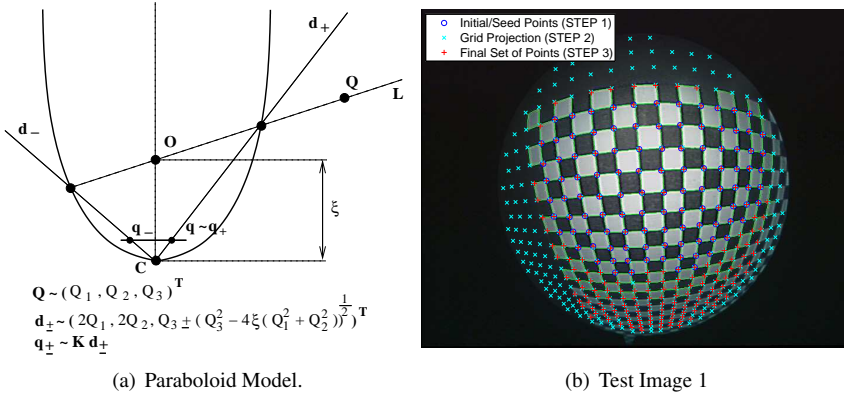 d₊
Q
L
d₋
O
ξ
q₋ q ~ q₊
C
Q ~ ( Q₁ , Q₂ , Q₃ )ᵀ
d± ~ ( 2Q₁ , 2Q₂ , Q₃ ± ( Q₃² − 4ξ ( Q₁² + Q₂² ))^(1/2) )ᵀ
q± ~ K d±
(a) Paraboloid Model.
Initial/Seed Points (STEP 1)
Grid Projection (STEP 2)
Final Set of Points (STEP 3)
(b) Test Image 1